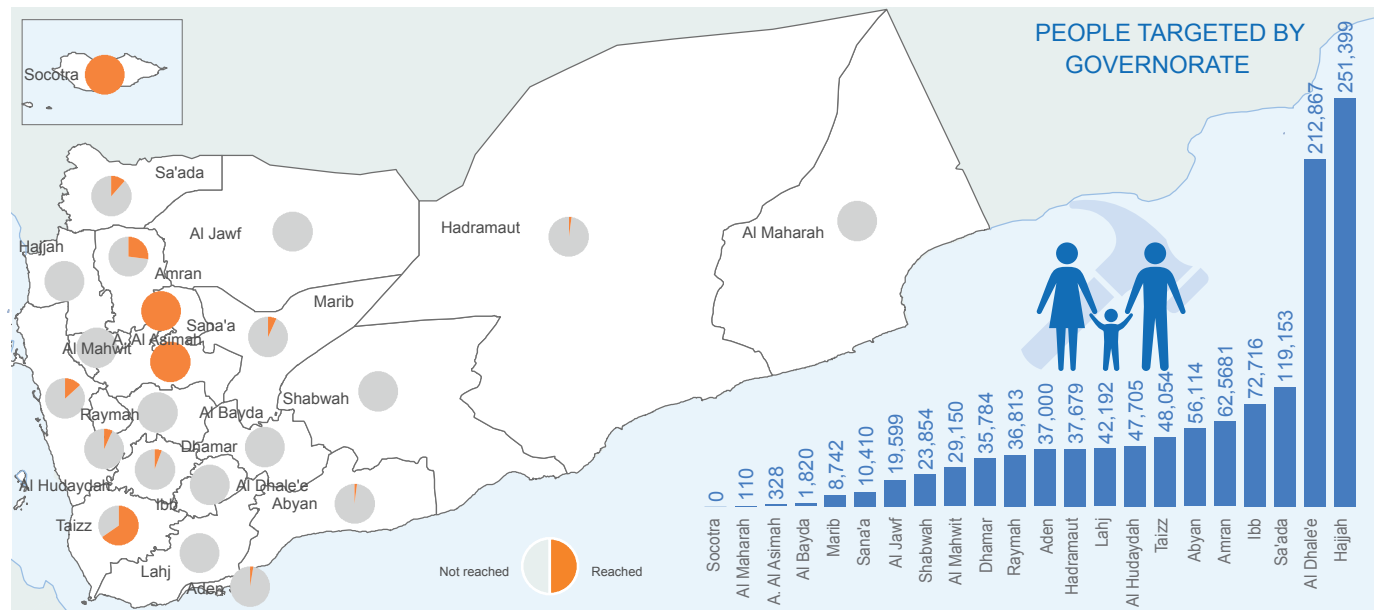 PEOPLE TARGETED BY
GOVERNORATE
Socotra
Sa'ada
Al Jawf
Hadramaut
Al Maharah
Hajjah
Amran
Marib
Sana'a
A. Al Asimah
Al Mahwit
Shabwah
Raymah
Al Bayda
Dhamar
Al Hudaydah
Al Dhale'e
Ibb
Abyan
Taizz
Lahj
Aden
Not reached
Reached
0
110
328
1,820
8,742
10,410
19,599
23,854
29,150
35,784
36,813
37,000
37,679
42,192
47,705
48,054
56,114
62,5681
72,716
119,153
212,867
251,399
Socotra
Al Maharah
A. Al Asimah
Al Bayda
Marib
Sana'a
Al Jawf
Shabwah
Al Mahwit
Dhamar
Raymah
Aden
Hadramaut
Lahj
Al Hudaydah
Taizz
Abyan
Amran
Ibb
Sa'ada
Al Dhale'e
Hajjah